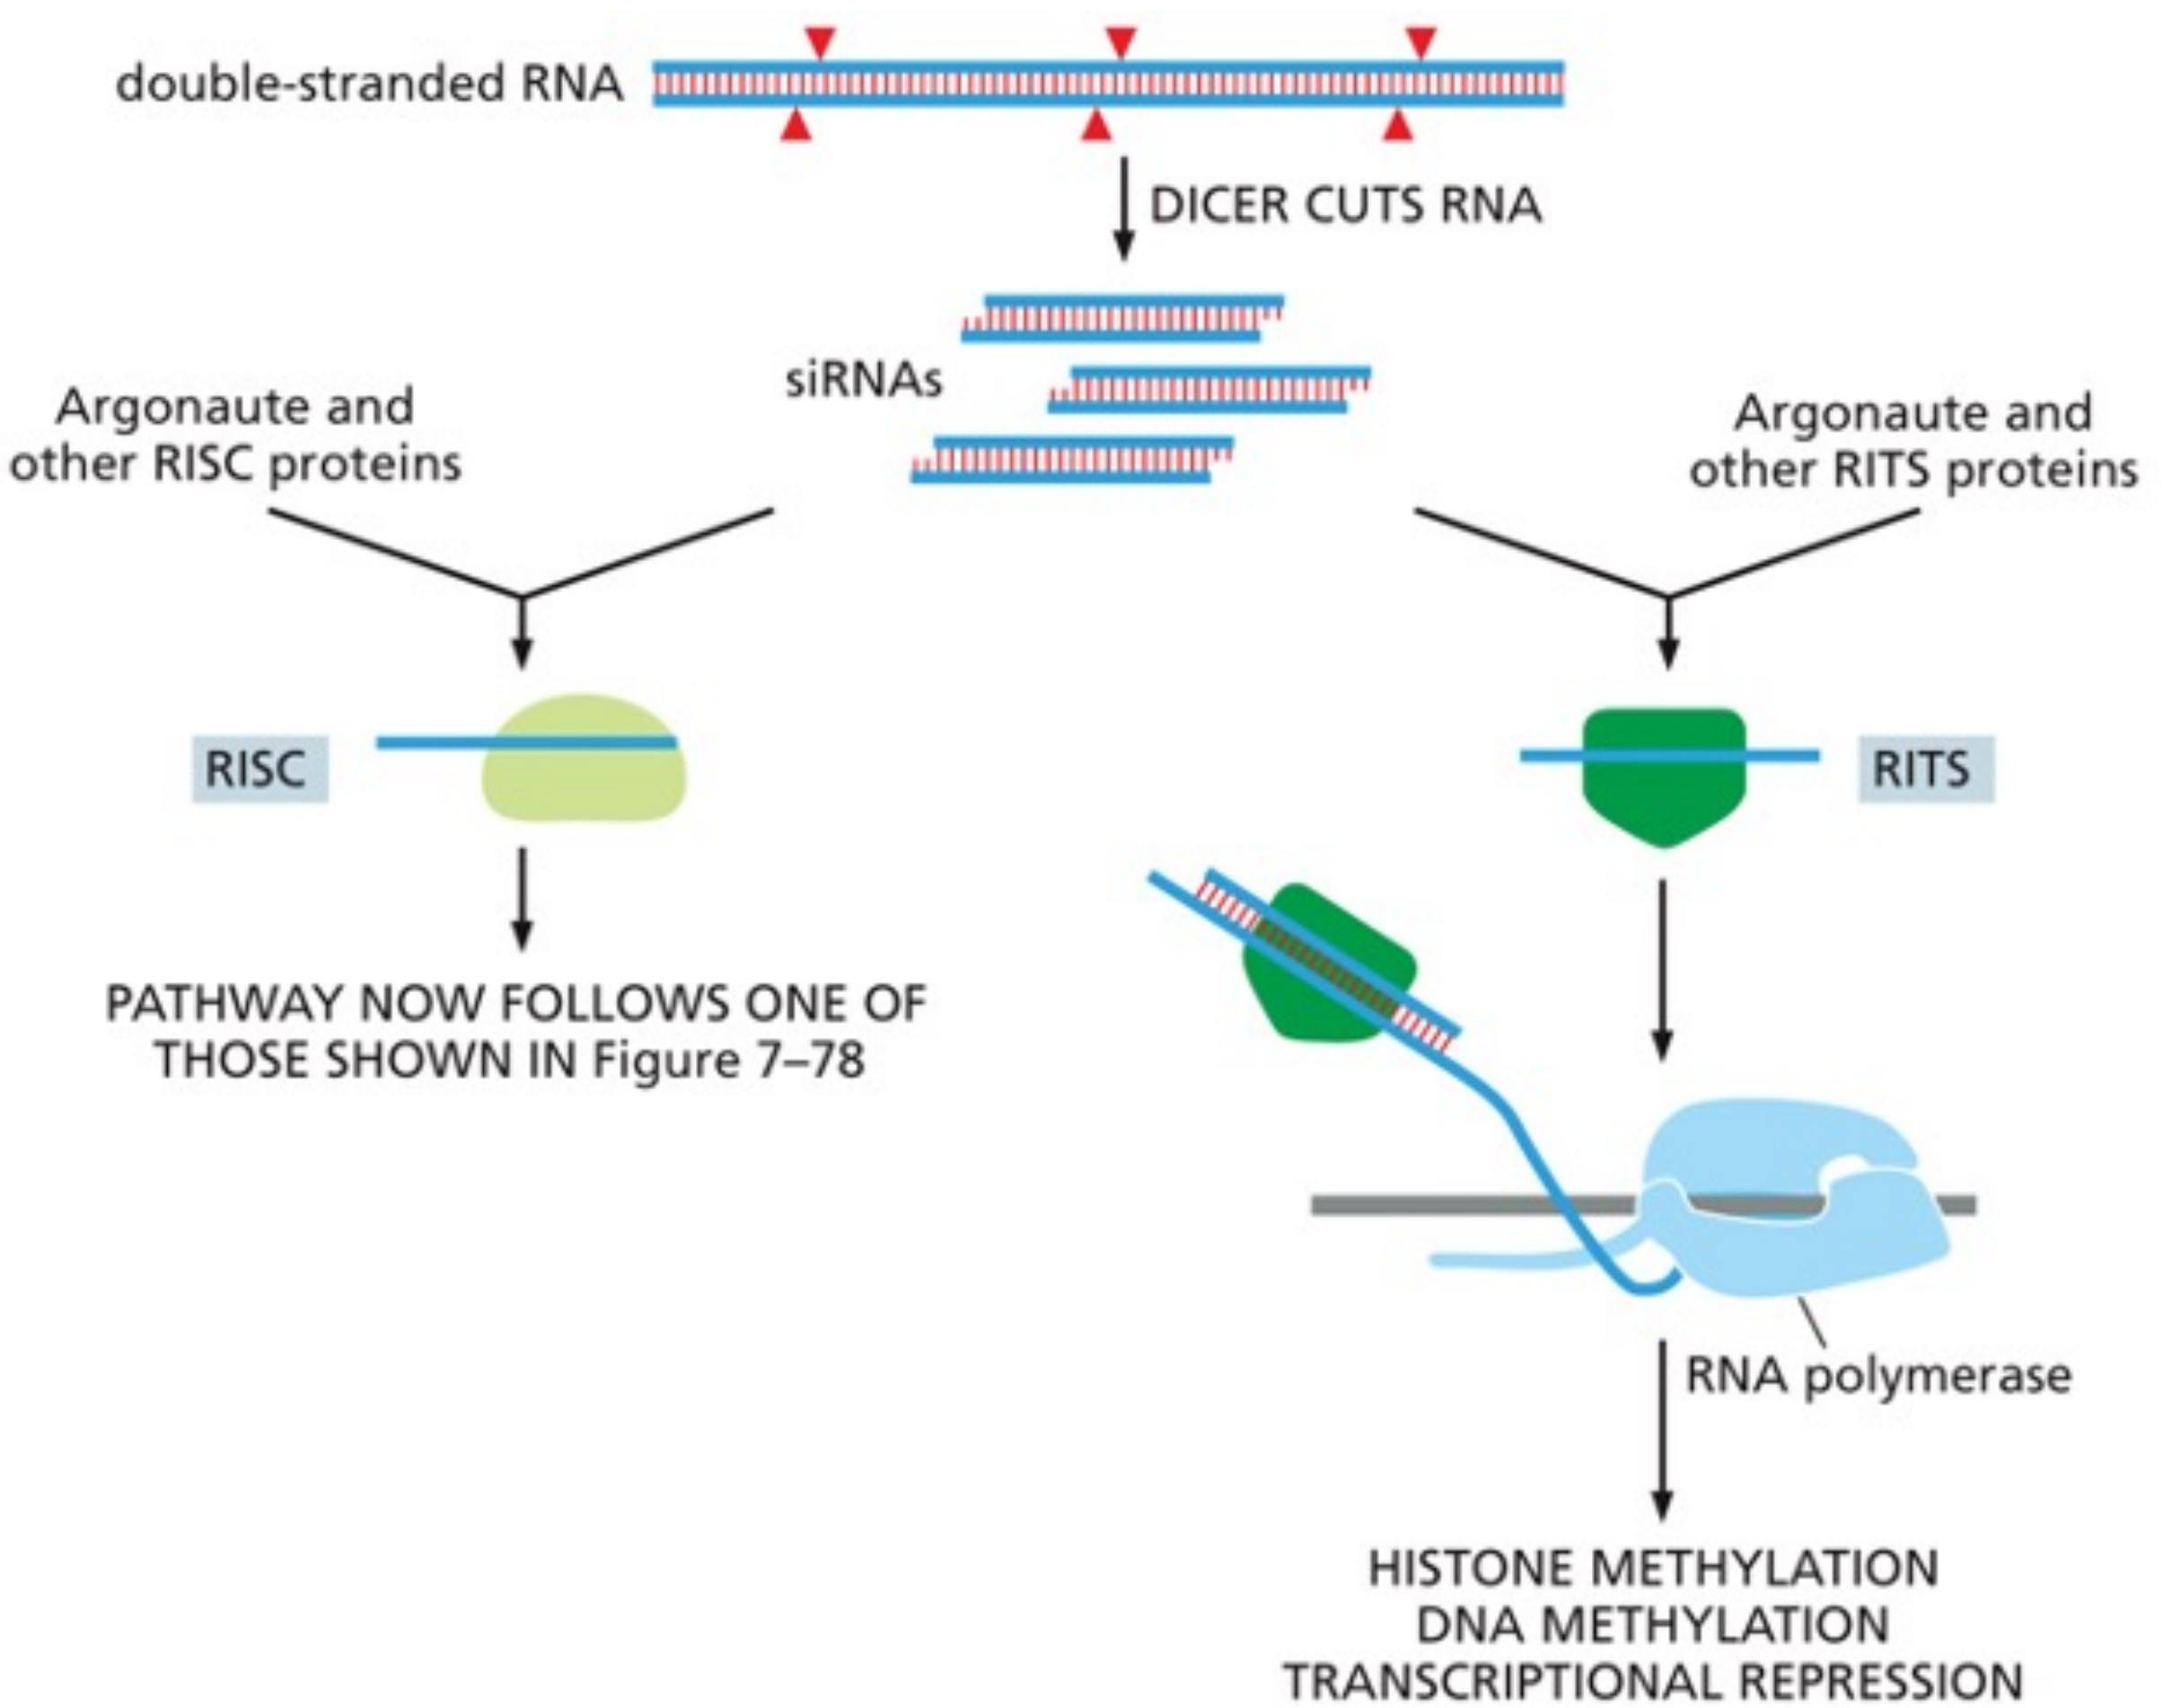 double-stranded RNA
DICER CUTS RNA
siRNAs
Argonaute and
other RISC proteins
Argonaute and
other RITS proteins
RISC
RITS
PATHWAY NOW FOLLOWS ONE OF
THOSE SHOWN IN Figure 7–78
RNA polymerase
HISTONE METHYLATION
DNA METHYLATION
TRANSCRIPTIONAL REPRESSION